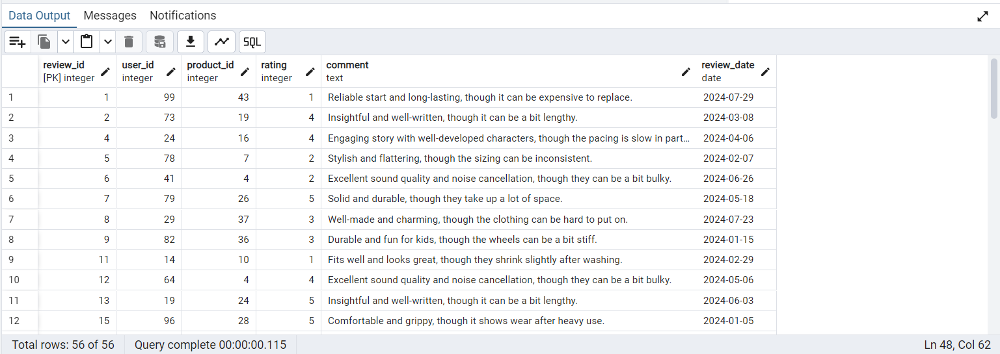 Data Output Messages Notifications
SQL
review_id user_id product_id rating comment review_date
[PK] integer integer integer integer text date
1 1 99 43 1 Reliable start and long-lasting, though it can be expensive to replace. 2024-07-29
2 2 73 19 4 Insightful and well-written, though it can be a bit lengthy. 2024-03-08
3 4 24 16 4 Engaging story with well-developed characters, though the pacing is slow in part… 2024-04-06
4 5 78 7 2 Stylish and flattering, though the sizing can be inconsistent. 2024-02-07
5 6 41 4 2 Excellent sound quality and noise cancellation, though they can be a bit bulky. 2024-06-26
6 7 79 26 5 Solid and durable, though they take up a lot of space. 2024-05-18
7 8 29 37 3 Well-made and charming, though the clothing can be hard to put on. 2024-07-23
8 9 82 36 3 Durable and fun for kids, though the wheels can be a bit stiff. 2024-01-15
9 11 14 10 1 Fits well and looks great, though they shrink slightly after washing. 2024-02-29
10 12 64 4 4 Excellent sound quality and noise cancellation, though they can be a bit bulky. 2024-05-06
11 13 19 24 5 Insightful and well-written, though it can be a bit lengthy. 2024-06-03
12 15 96 28 5 Comfortable and grippy, though it shows wear after heavy use. 2024-01-05
Total rows: 56 of 56 Query complete 00:00:00.115 Ln 48, Col 62